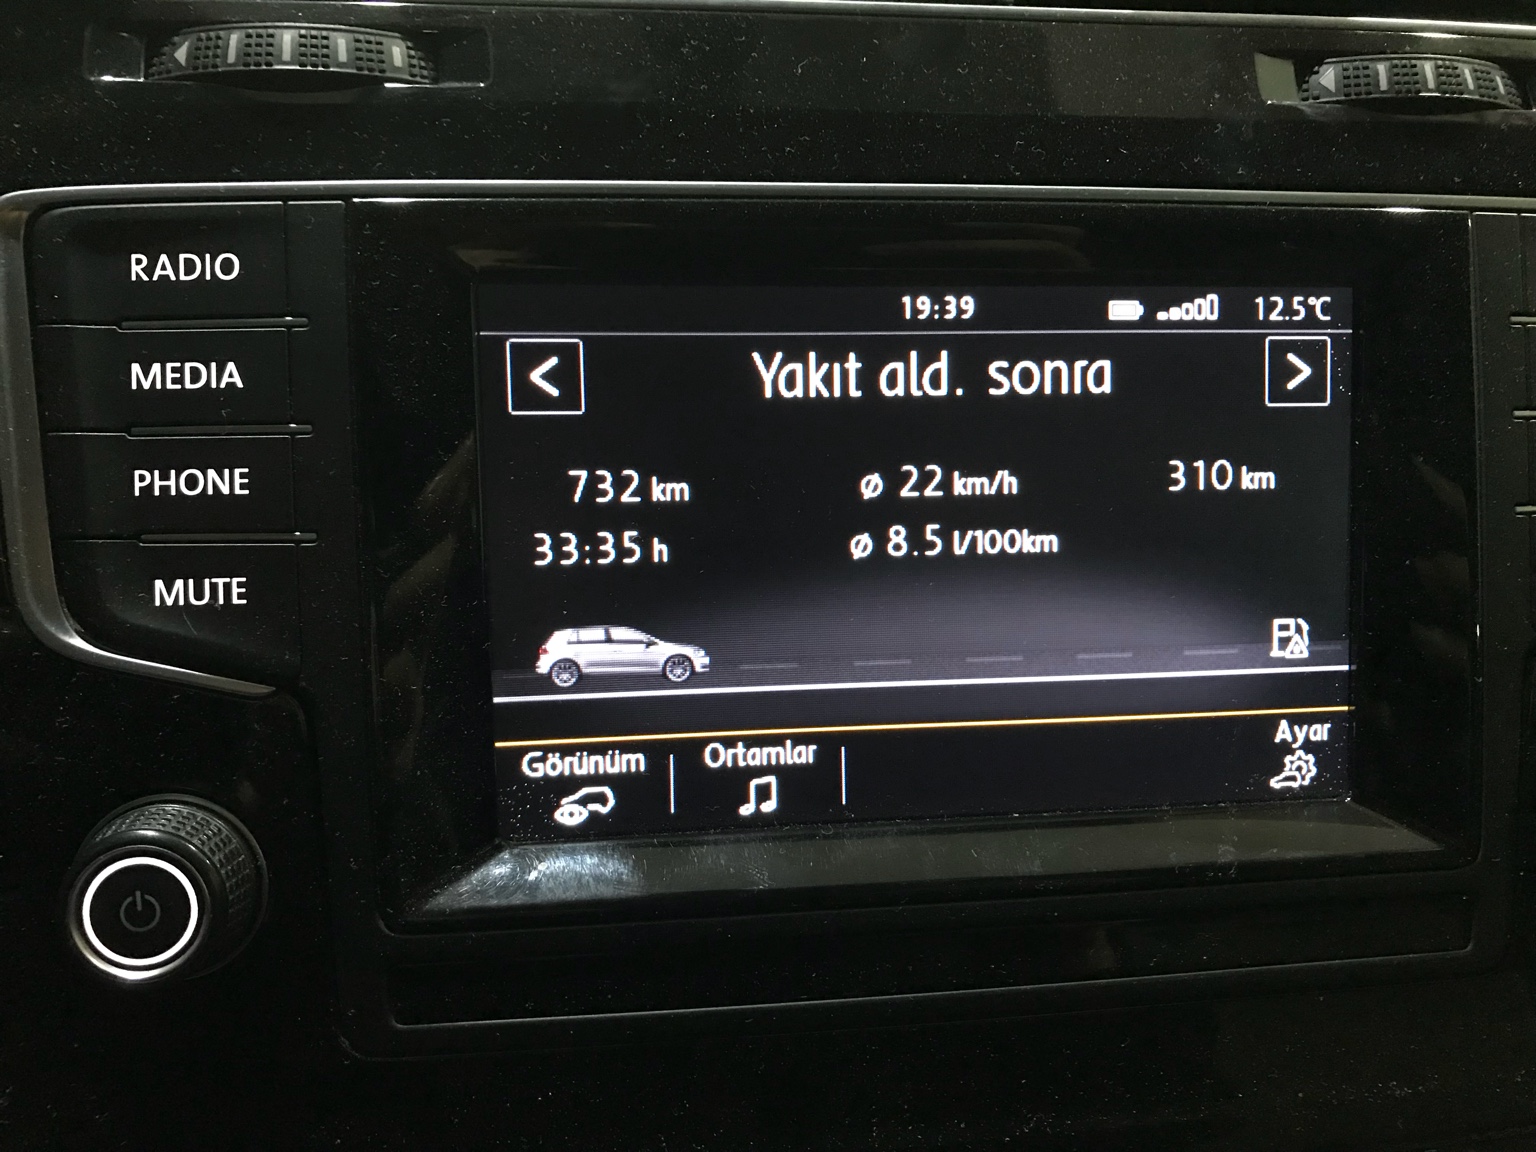 RADIO
MEDIA
PHONE
MUTE
19:39 12.5°C
< Yakıt ald. sonra >
732 km ø 22 km/h 310 km
33:35 h ø 8.5 l/100km
Görünüm Ortamlar Ayar